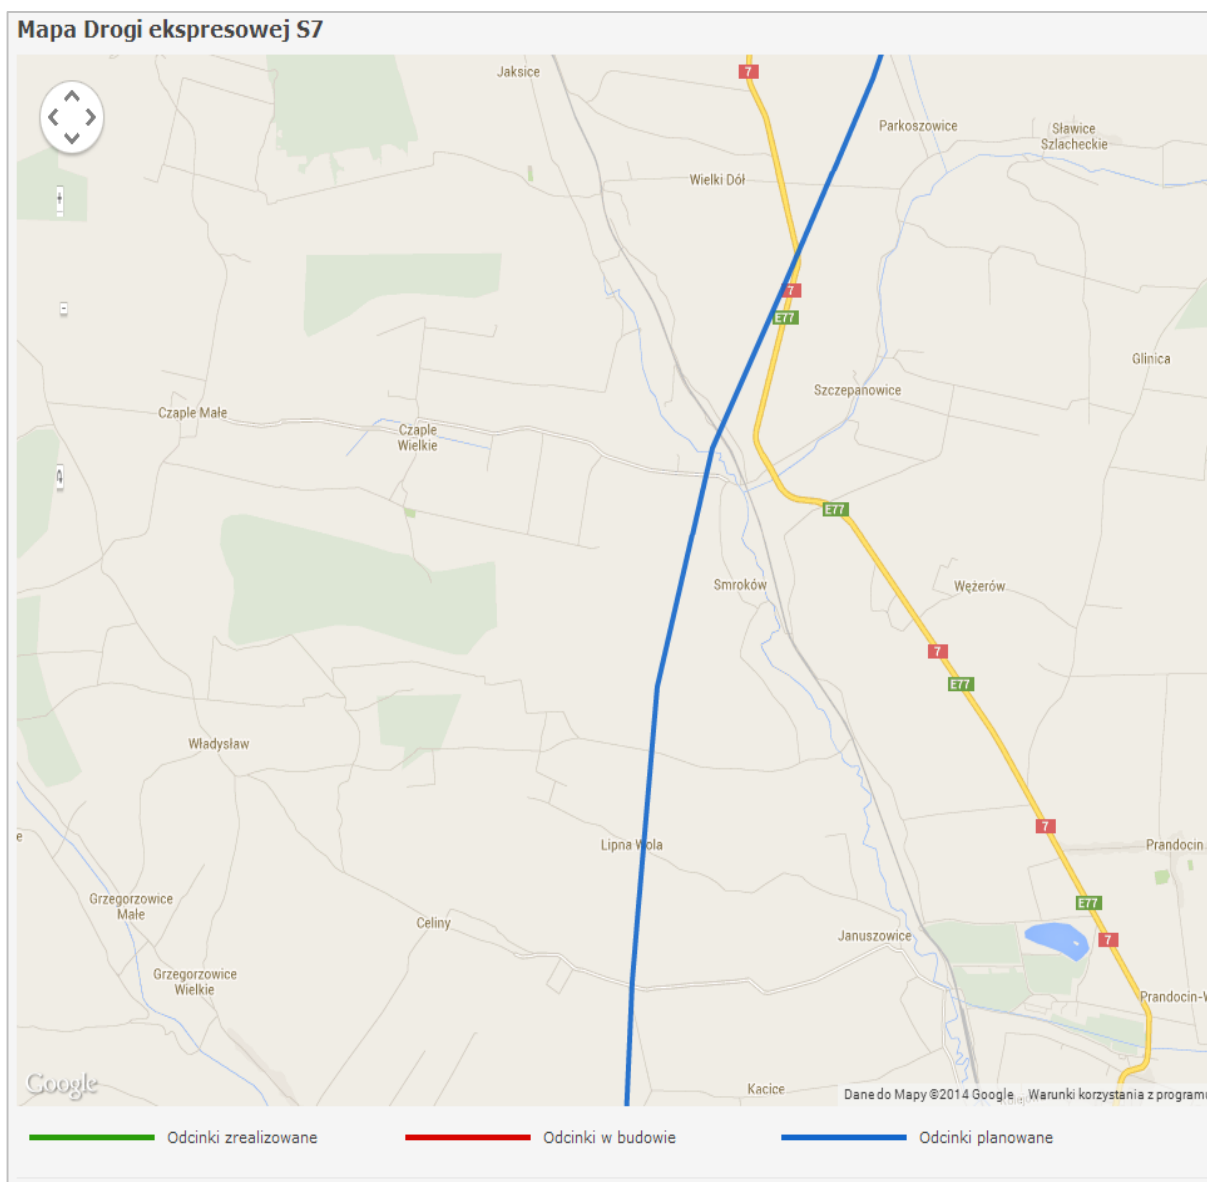 Mapa Drogi ekspresowej S7
Jaksice
7
Parkoszowice
Sławice
Szlacheckie
Wielki Dół
7
E77
Glinica
Szczepanowice
Czaple Małe
Czaple
Wielkie
E77
Smroków
Wężerów
7
E77
Władysław
7
e
Lipna Wola
Prandocin
Grzegorzowice
Małe
E77
Celiny
Januszowice
7
Grzegorzowice
Wielkie
Prandocin-W
Google
Kacice
Dane do Mapy ©2014 Google
Warunki korzystania z programu
Odcinki zrealizowane
Odcinki w budowie
Odcinki planowane